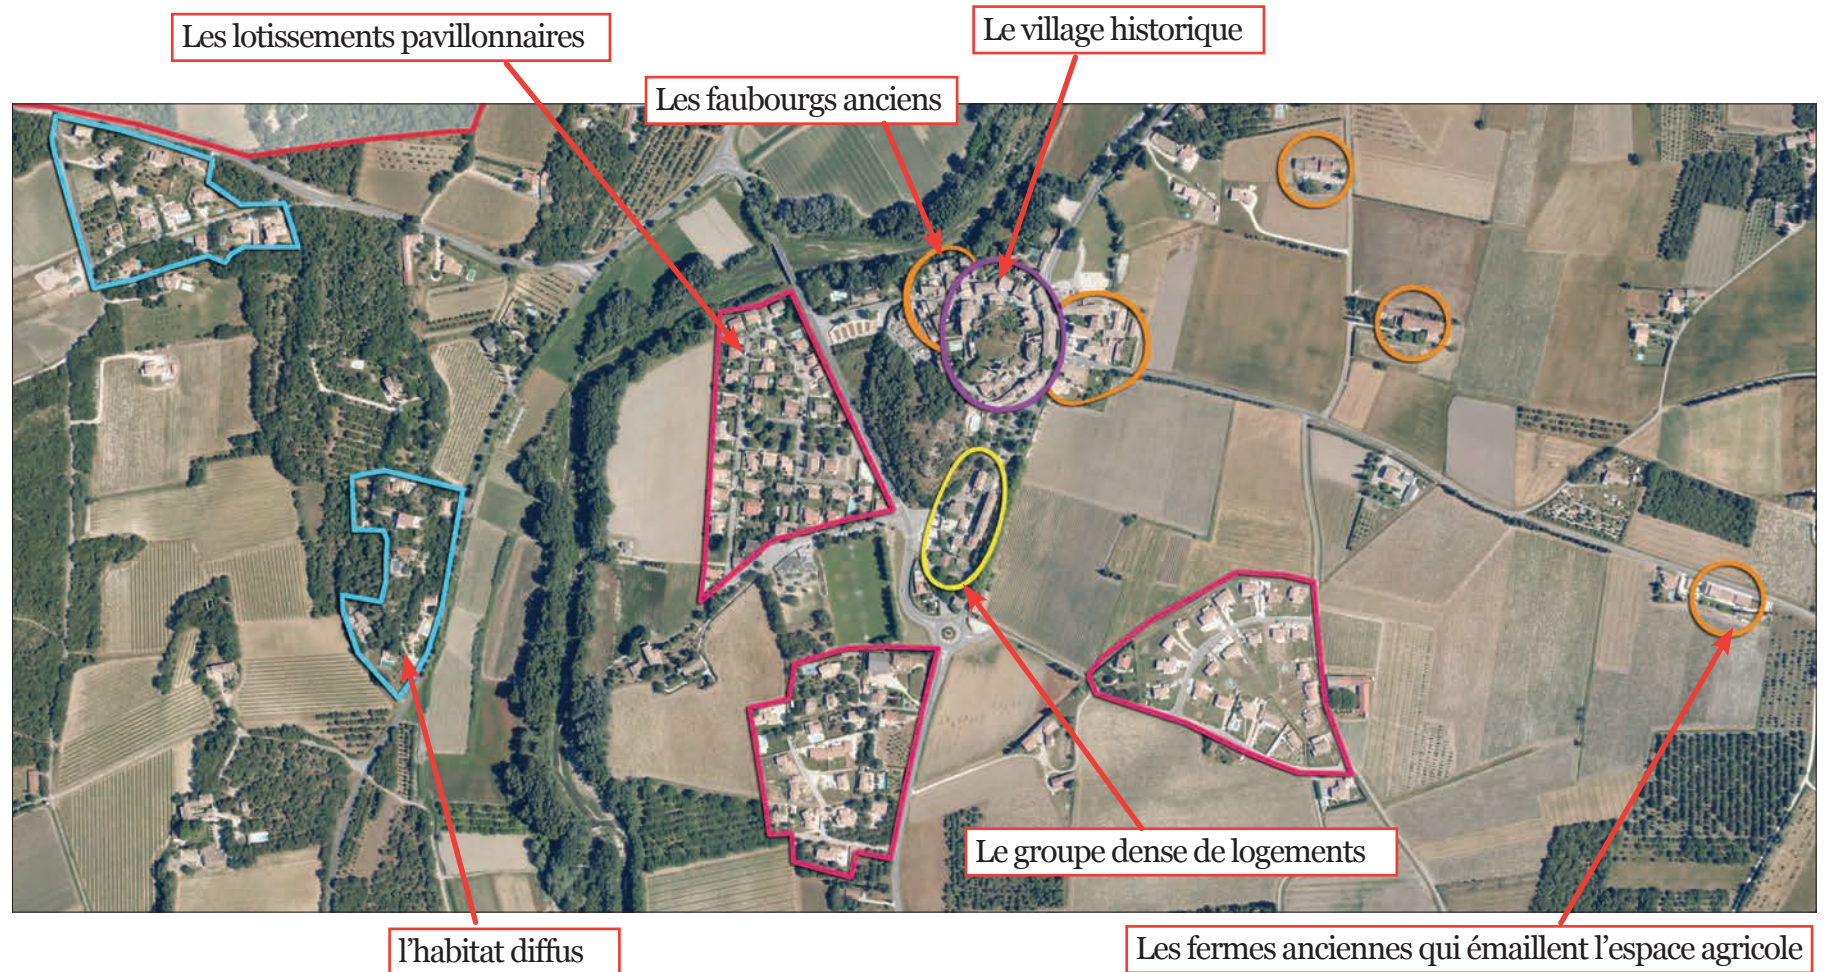 Le village historique
Les lotissements pavillonnaires
Les faubourgs anciens
Le groupe dense de logements
l’habitat diffus
Les fermes anciennes qui émaillent l’espace agricole